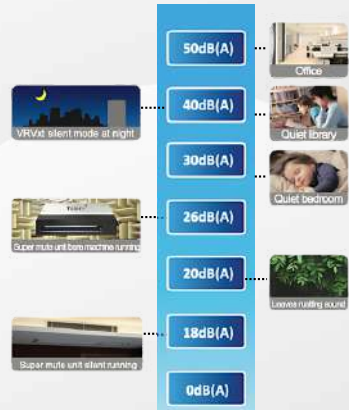 50dB(A)
Office
40dB(A)
VRVxd silent mode at night
Quiet library
30dB(A)
Quiet bedroom
26dB(A)
Super mute unit bare machine running
20dB(A)
Leaves rustling sound
18dB(A)
Super mute unit silent running
0dB(A)